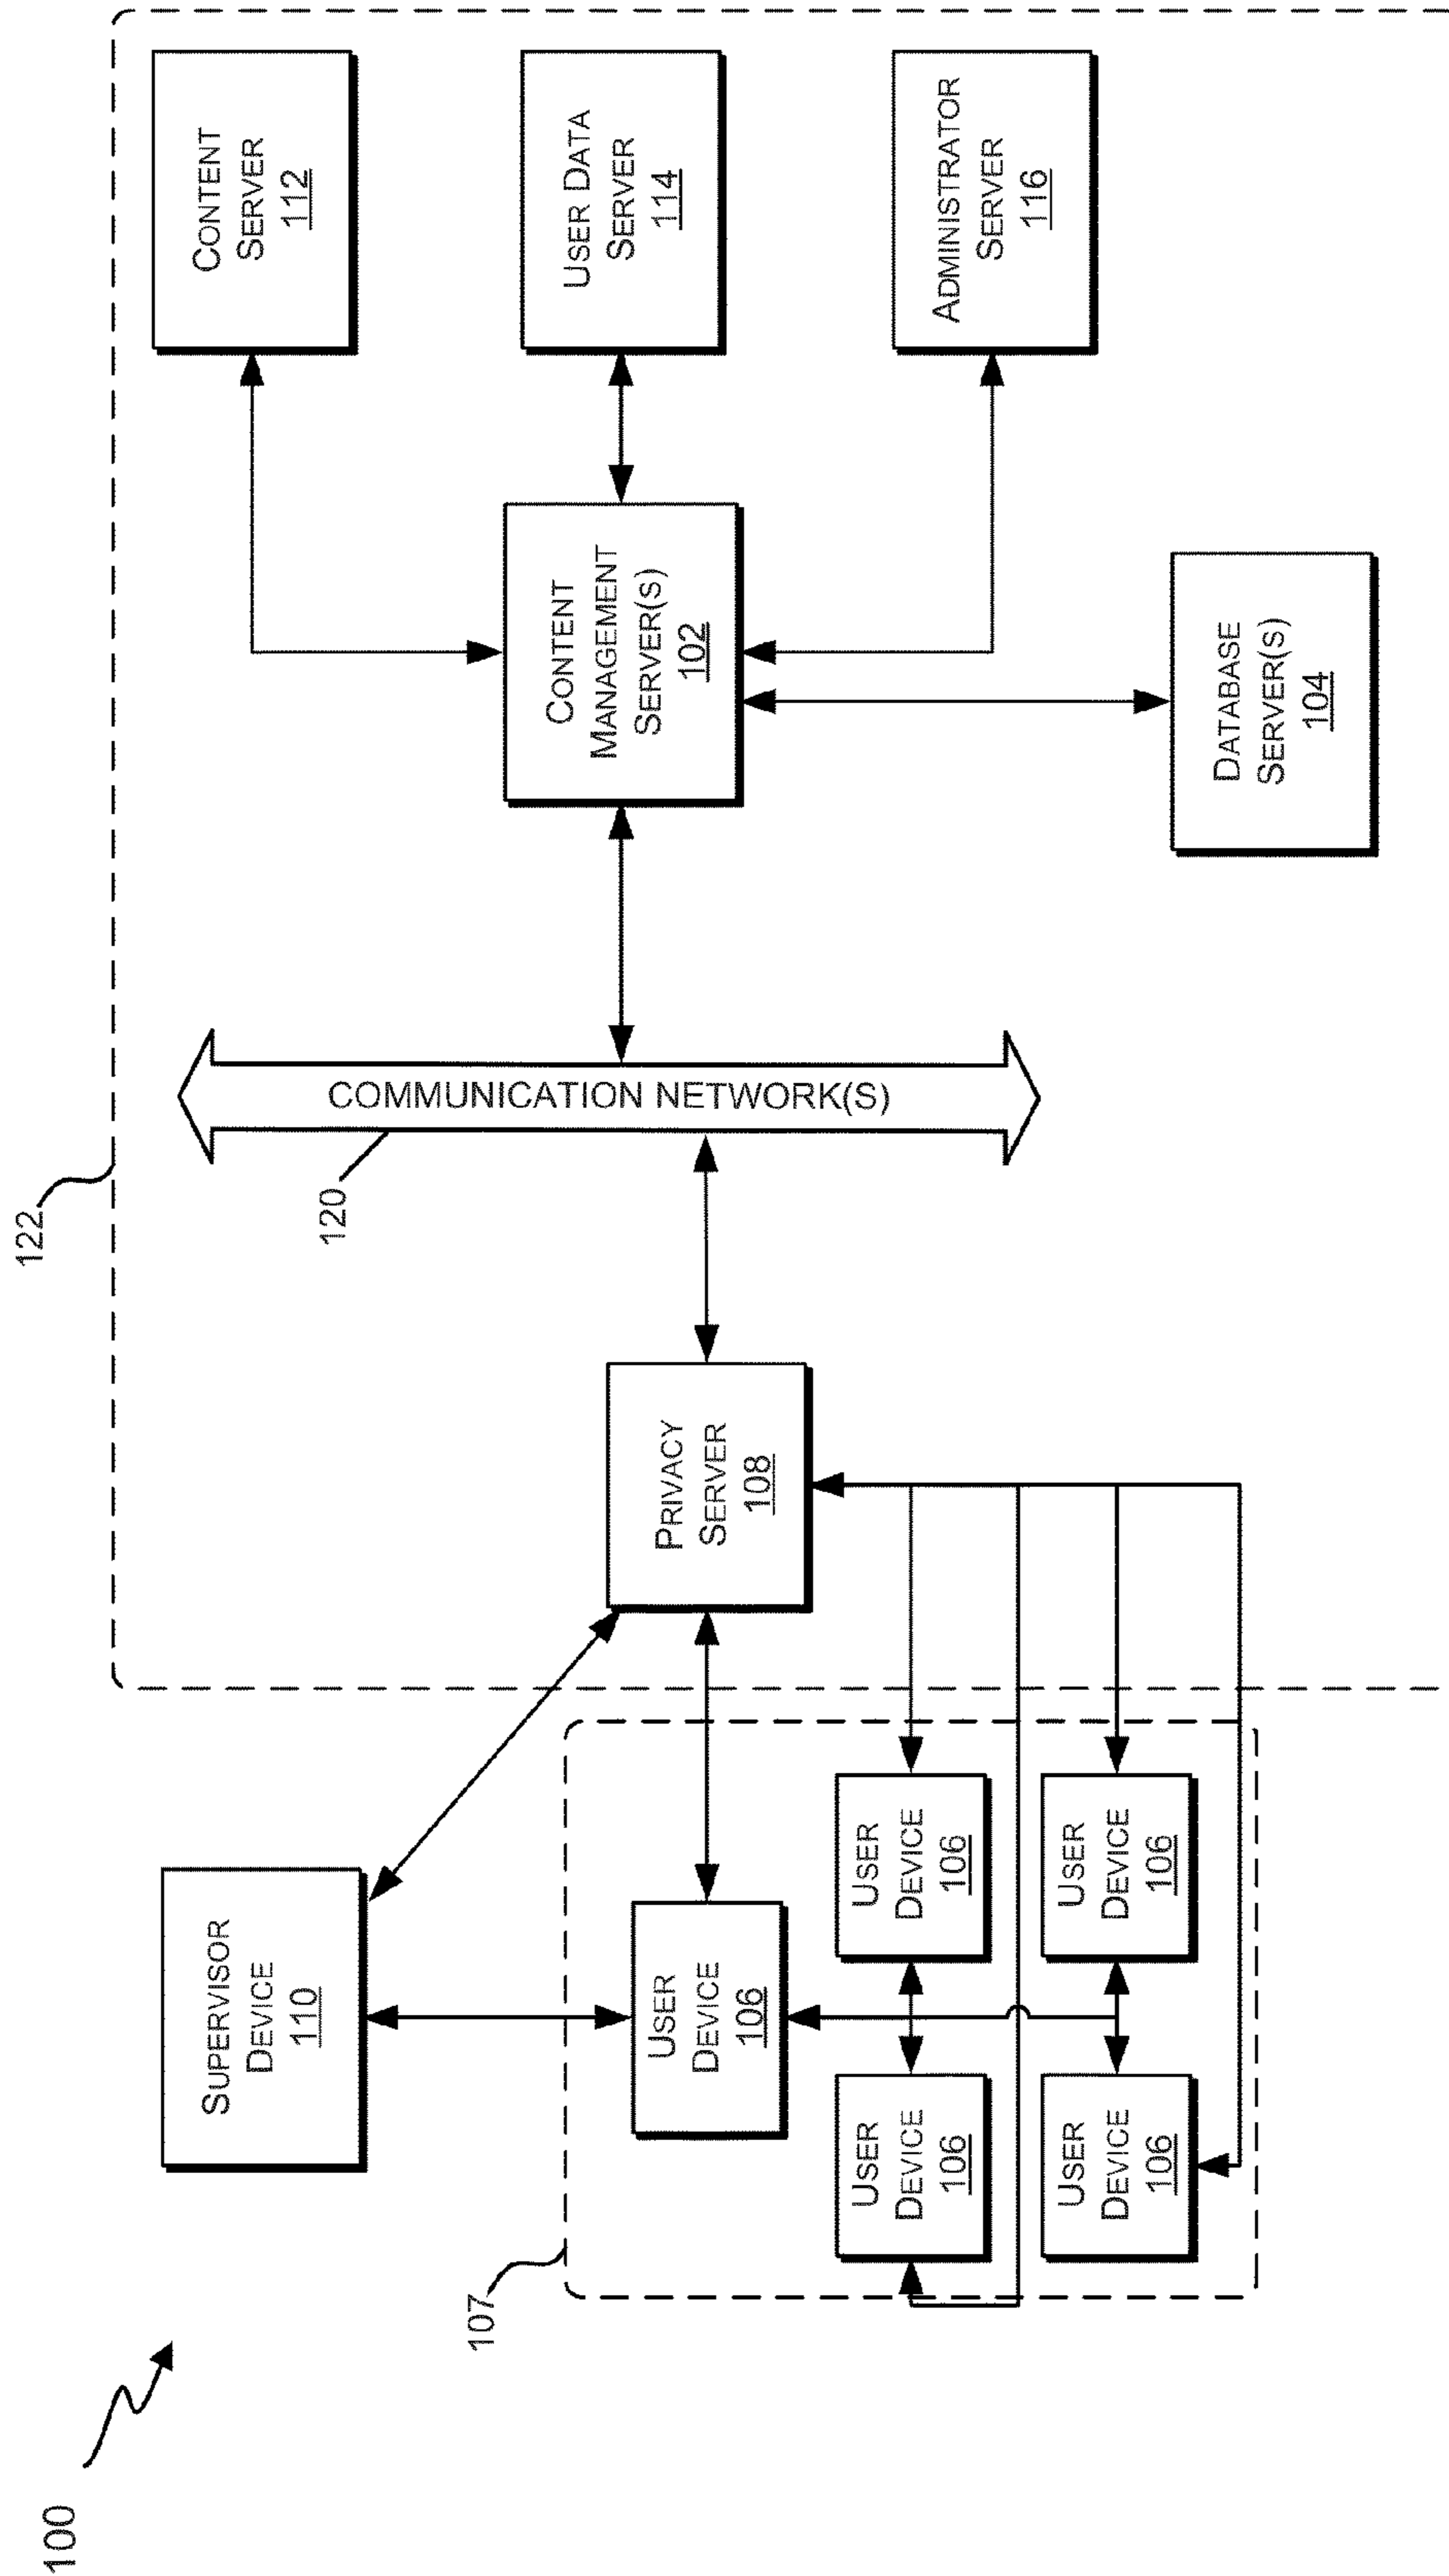 100
122
107
120
SUPERVISOR
DEVICE
110
USER
DEVICE
106
USER
DEVICE
106
USER
DEVICE
106
USER
DEVICE
106
USER
DEVICE
106
PRIVACY
SERVER
108
COMMUNICATION NETWORK(S)
CONTENT
MANAGEMENT
SERVER(S)
102
DATABASE
SERVER(S)
104
CONTENT
SERVER
112
USER DATA
SERVER
114
ADMINISTRATOR
SERVER
116